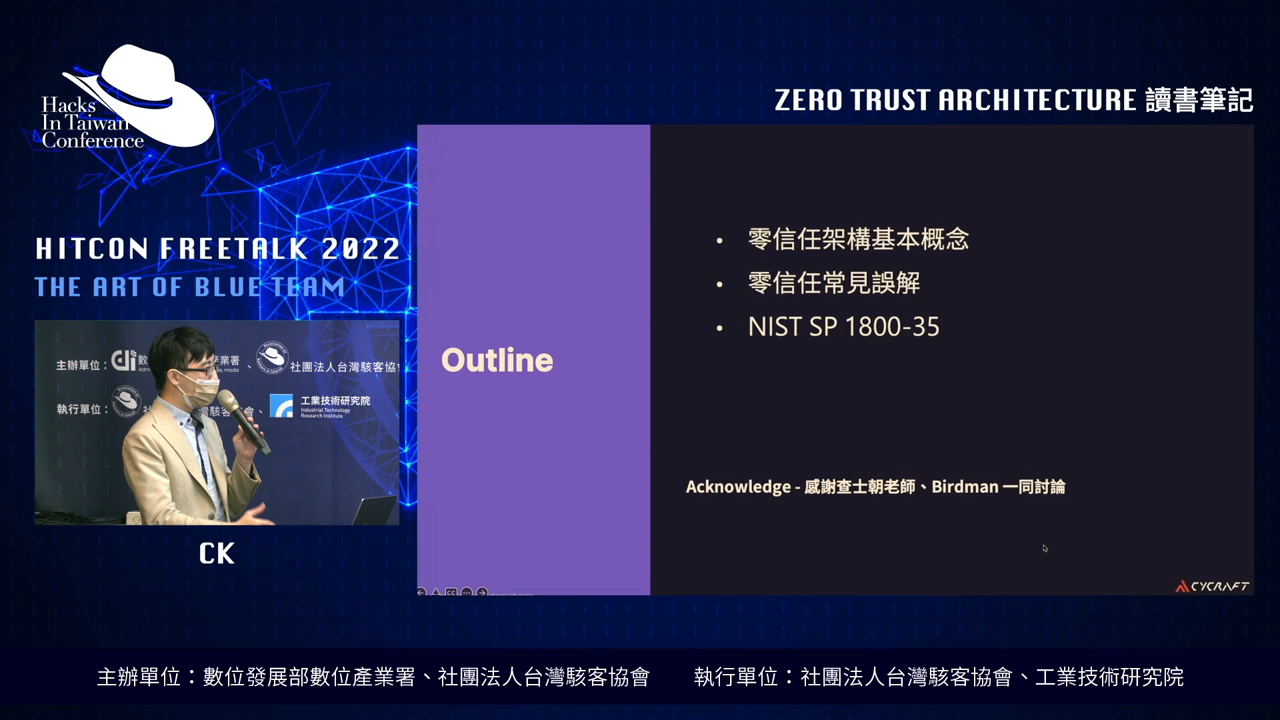 Hacks
In Taiwan
Conference
HITCON FREETALK 2022
THE ART OF BLUE TEAM
主辦單位：
社團法人台灣駭客協會
執行單位：
工業技術研究院
Industrial Technology
Research Institute
CK
ZERO TRUST ARCHITECTURE 讀書筆記
Outline
• 零信任架構基本概念
• 零信任常見誤解
• NIST SP 1800-35
Acknowledge - 感謝查士朝老師、Birdman 一同討論
CYCRAFT
主辦單位：數位發展部數位產業署、社團法人台灣駭客協會 執行單位：社團法人台灣駭客協會、工業技術研究院